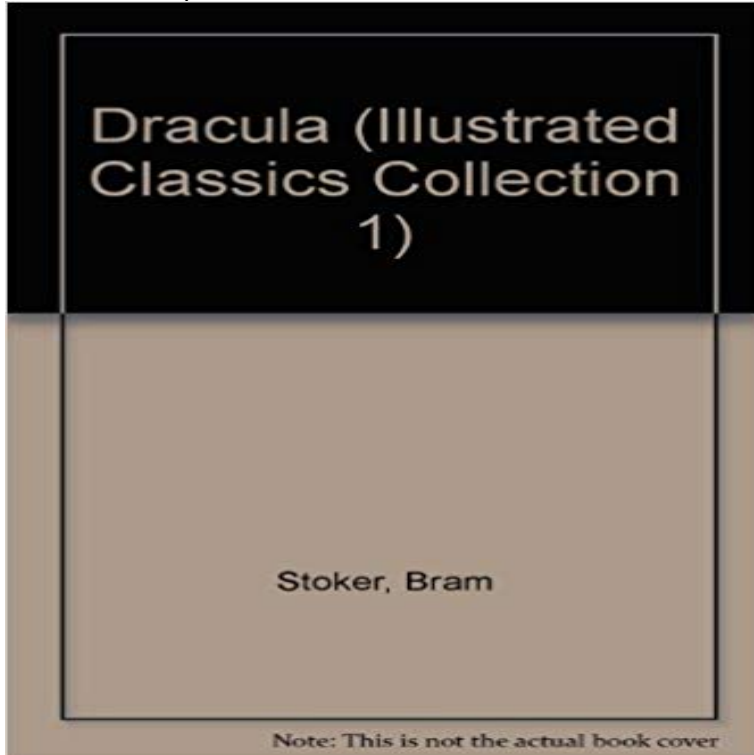 Dracula (Illustrated
Classics Collection
1)
Stoker, Bram
Note: This is not the actual book cover